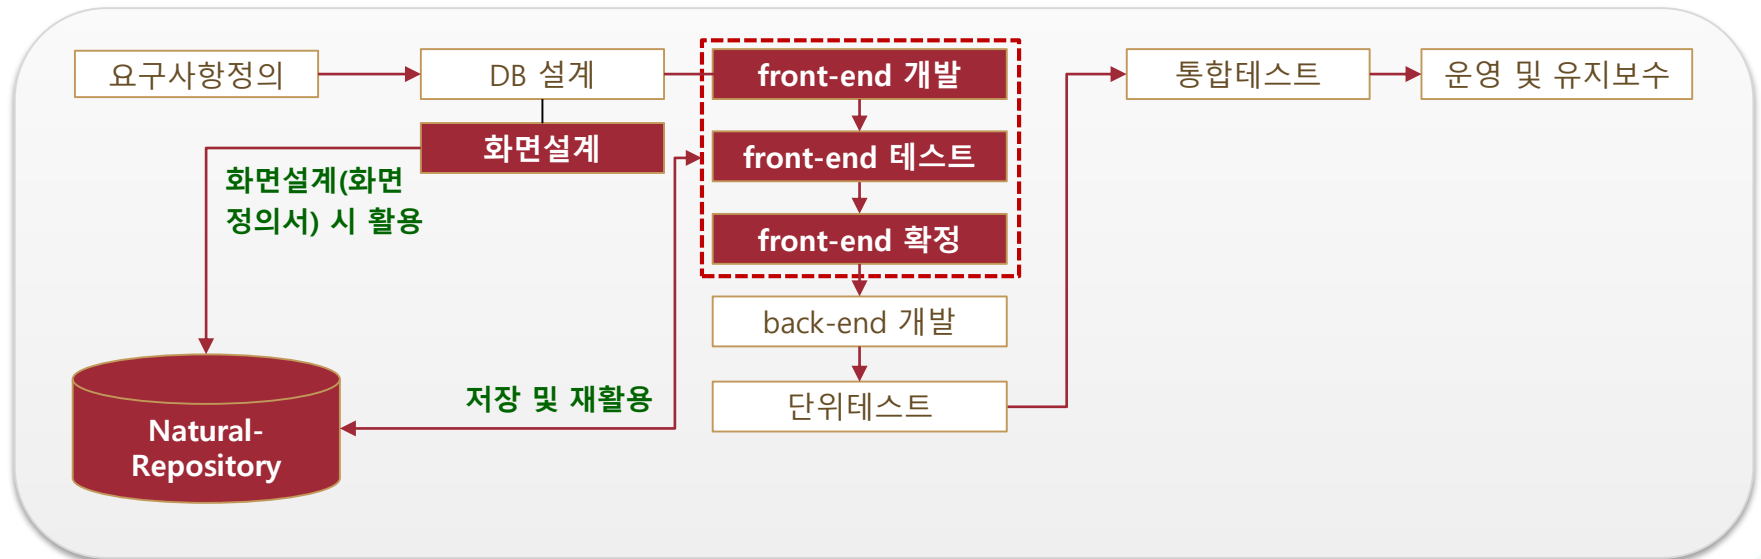 요구사항정의
DB 설계
front-end 개발
통합테스트
운영 및 유지보수
화면설계
front-end 테스트
화면설계(화면
정의서) 시 활용
front-end 확정
back-end 개발
저장 및 재활용
단위테스트
Natural-
Repository